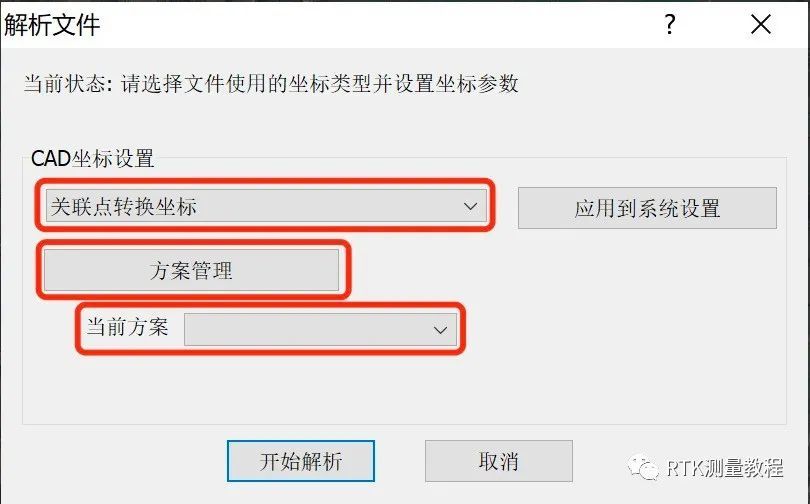 解析文件
?
当前状态: 请选择文件使用的坐标类型并设置坐标参数
CAD坐标设置
关联点转换坐标
应用到系统设置
方案管理
当前方案
开始解析
取消
RTK测量教程